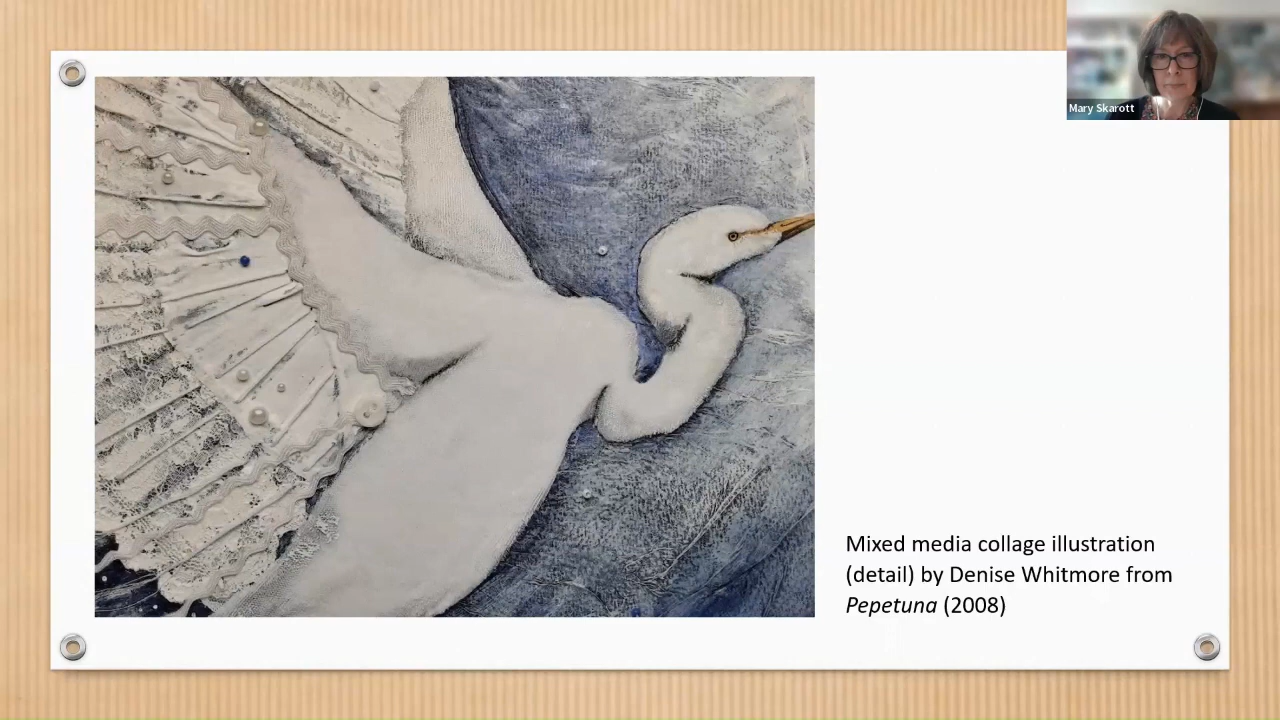 Mary Skarott
Mixed media collage illustration
(detail) by Denise Whitmore from
Pepetuna (2008)